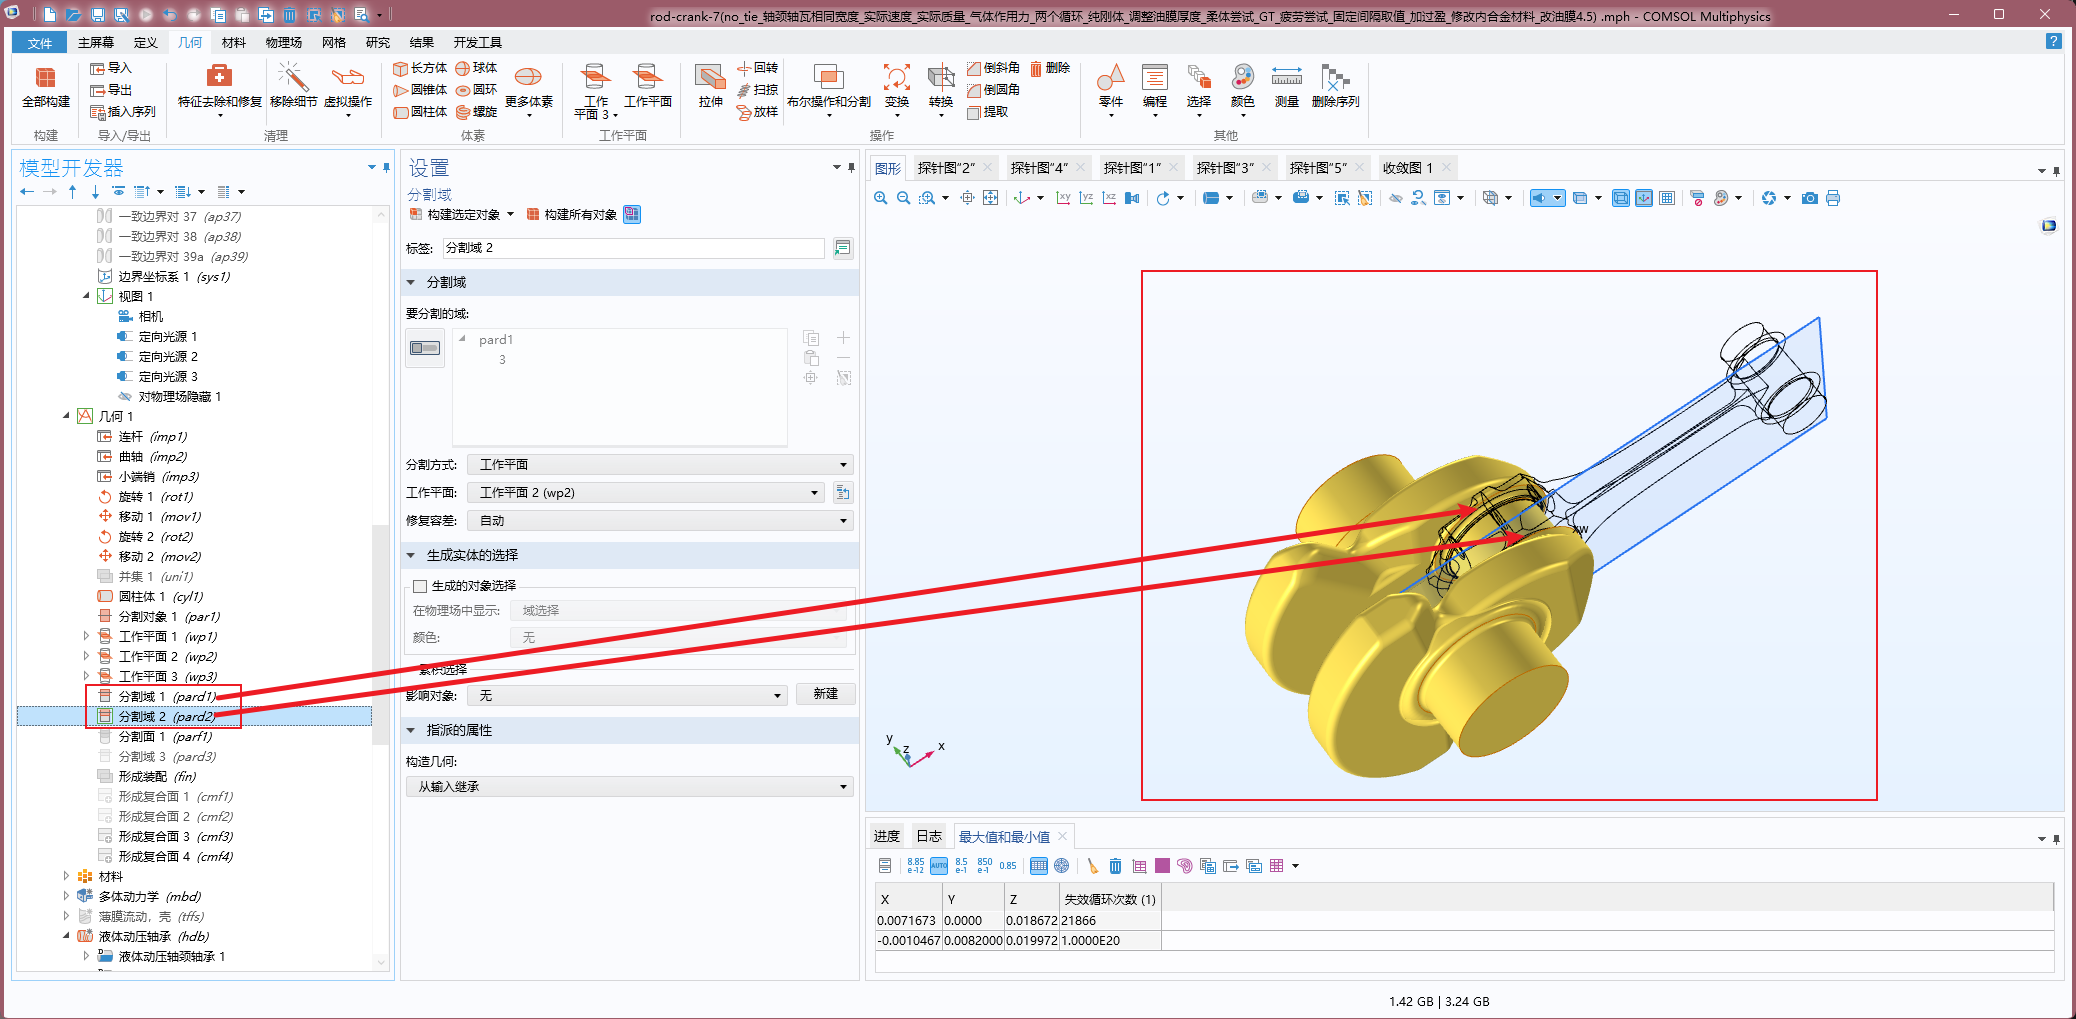 rod-crank-7(no_tie_轴颈轴瓦相同宽度_实际速度_实际质量_气体作用力_两个循环_纯刚体_调整油膜厚度_柔体尝试_GT_疲劳尝试_固定间隔取值_加过盈_修改内合金材料_改油膜4.5) .mph - COMSOL Multiphysics
文件 主屏幕 定义 几何 材料 物理场 网格 研究 结果 开发工具
全部构建
构建
导入
导出
插入序列
导入/导出
特征去除和修复 移除细节 虚拟操作
清理
长方体 球体
圆锥体 圆环
圆柱体 螺旋
更多体素
体素
工作
平面 3
工作平面
工作平面
拉伸
回转
扫掠
放样
布尔操作和分割 变换 转换
倒斜角 删除
倒圆角
提取
操作
零件 编程 选择 颜色 测量 删除序列
其他
模型开发器
一致边界对 37 (ap37)
一致边界对 38 (ap38)
一致边界对 39a (ap39)
边界坐标系 1 (sys1)
视图 1
相机
定向光源 1
定向光源 2
定向光源 3
对物理场隐藏 1
几何 1
连杆 (imp1)
曲轴 (imp2)
小端销 (imp3)
旋转 1 (rot1)
移动 1 (mov1)
旋转 2 (rot2)
移动 2 (mov2)
并集 1 (uni1)
圆柱体 1 (cyl1)
分割对象 1 (par1)
工作平面 1 (wp1)
工作平面 2 (wp2)
工作平面 3 (wp3)
分割域 1 (pard1)
分割域 2 (pard2)
分割面 1 (parf1)
分割域 3 (pard3)
形成装配 (fin)
形成复合面 1 (cmf1)
形成复合面 2 (cmf2)
形成复合面 3 (cmf3)
形成复合面 4 (cmf4)
材料
多体动力学 (mbd)
薄膜流动，壳 (tffs)
液体动压轴承 (hdb)
液体动压轴颈轴承 1
设置
分割域
构建选定对象 构建所有对象
标签: 分割域 2
分割域
要分割的域:
pard1
3
分割方式: 工作平面
工作平面: 工作平面 2 (wp2)
修复容差: 自动
生成实体的选择
生成的对象选择
在物理场中显示: 域选择
颜色: 无
累积选择
影响对象: 无 新建
指派的属性
构造几何:
从输入继承
图形 探针图"2" 探针图"4" 探针图"1" 探针图"3" 探针图"5" 收敛图 1
xy yz xz
xw
y
z
x
进度 日志 最大值和最小值
8.85
e-12
AUTO
8.5
e-1
850
e-1
0.85
X Y Z 失效循环次数 (1)
0.0071673 0.0000 0.018672 21866
-0.0010467 0.0082000 0.019972 1.0000E20
1.42 GB | 3.24 GB